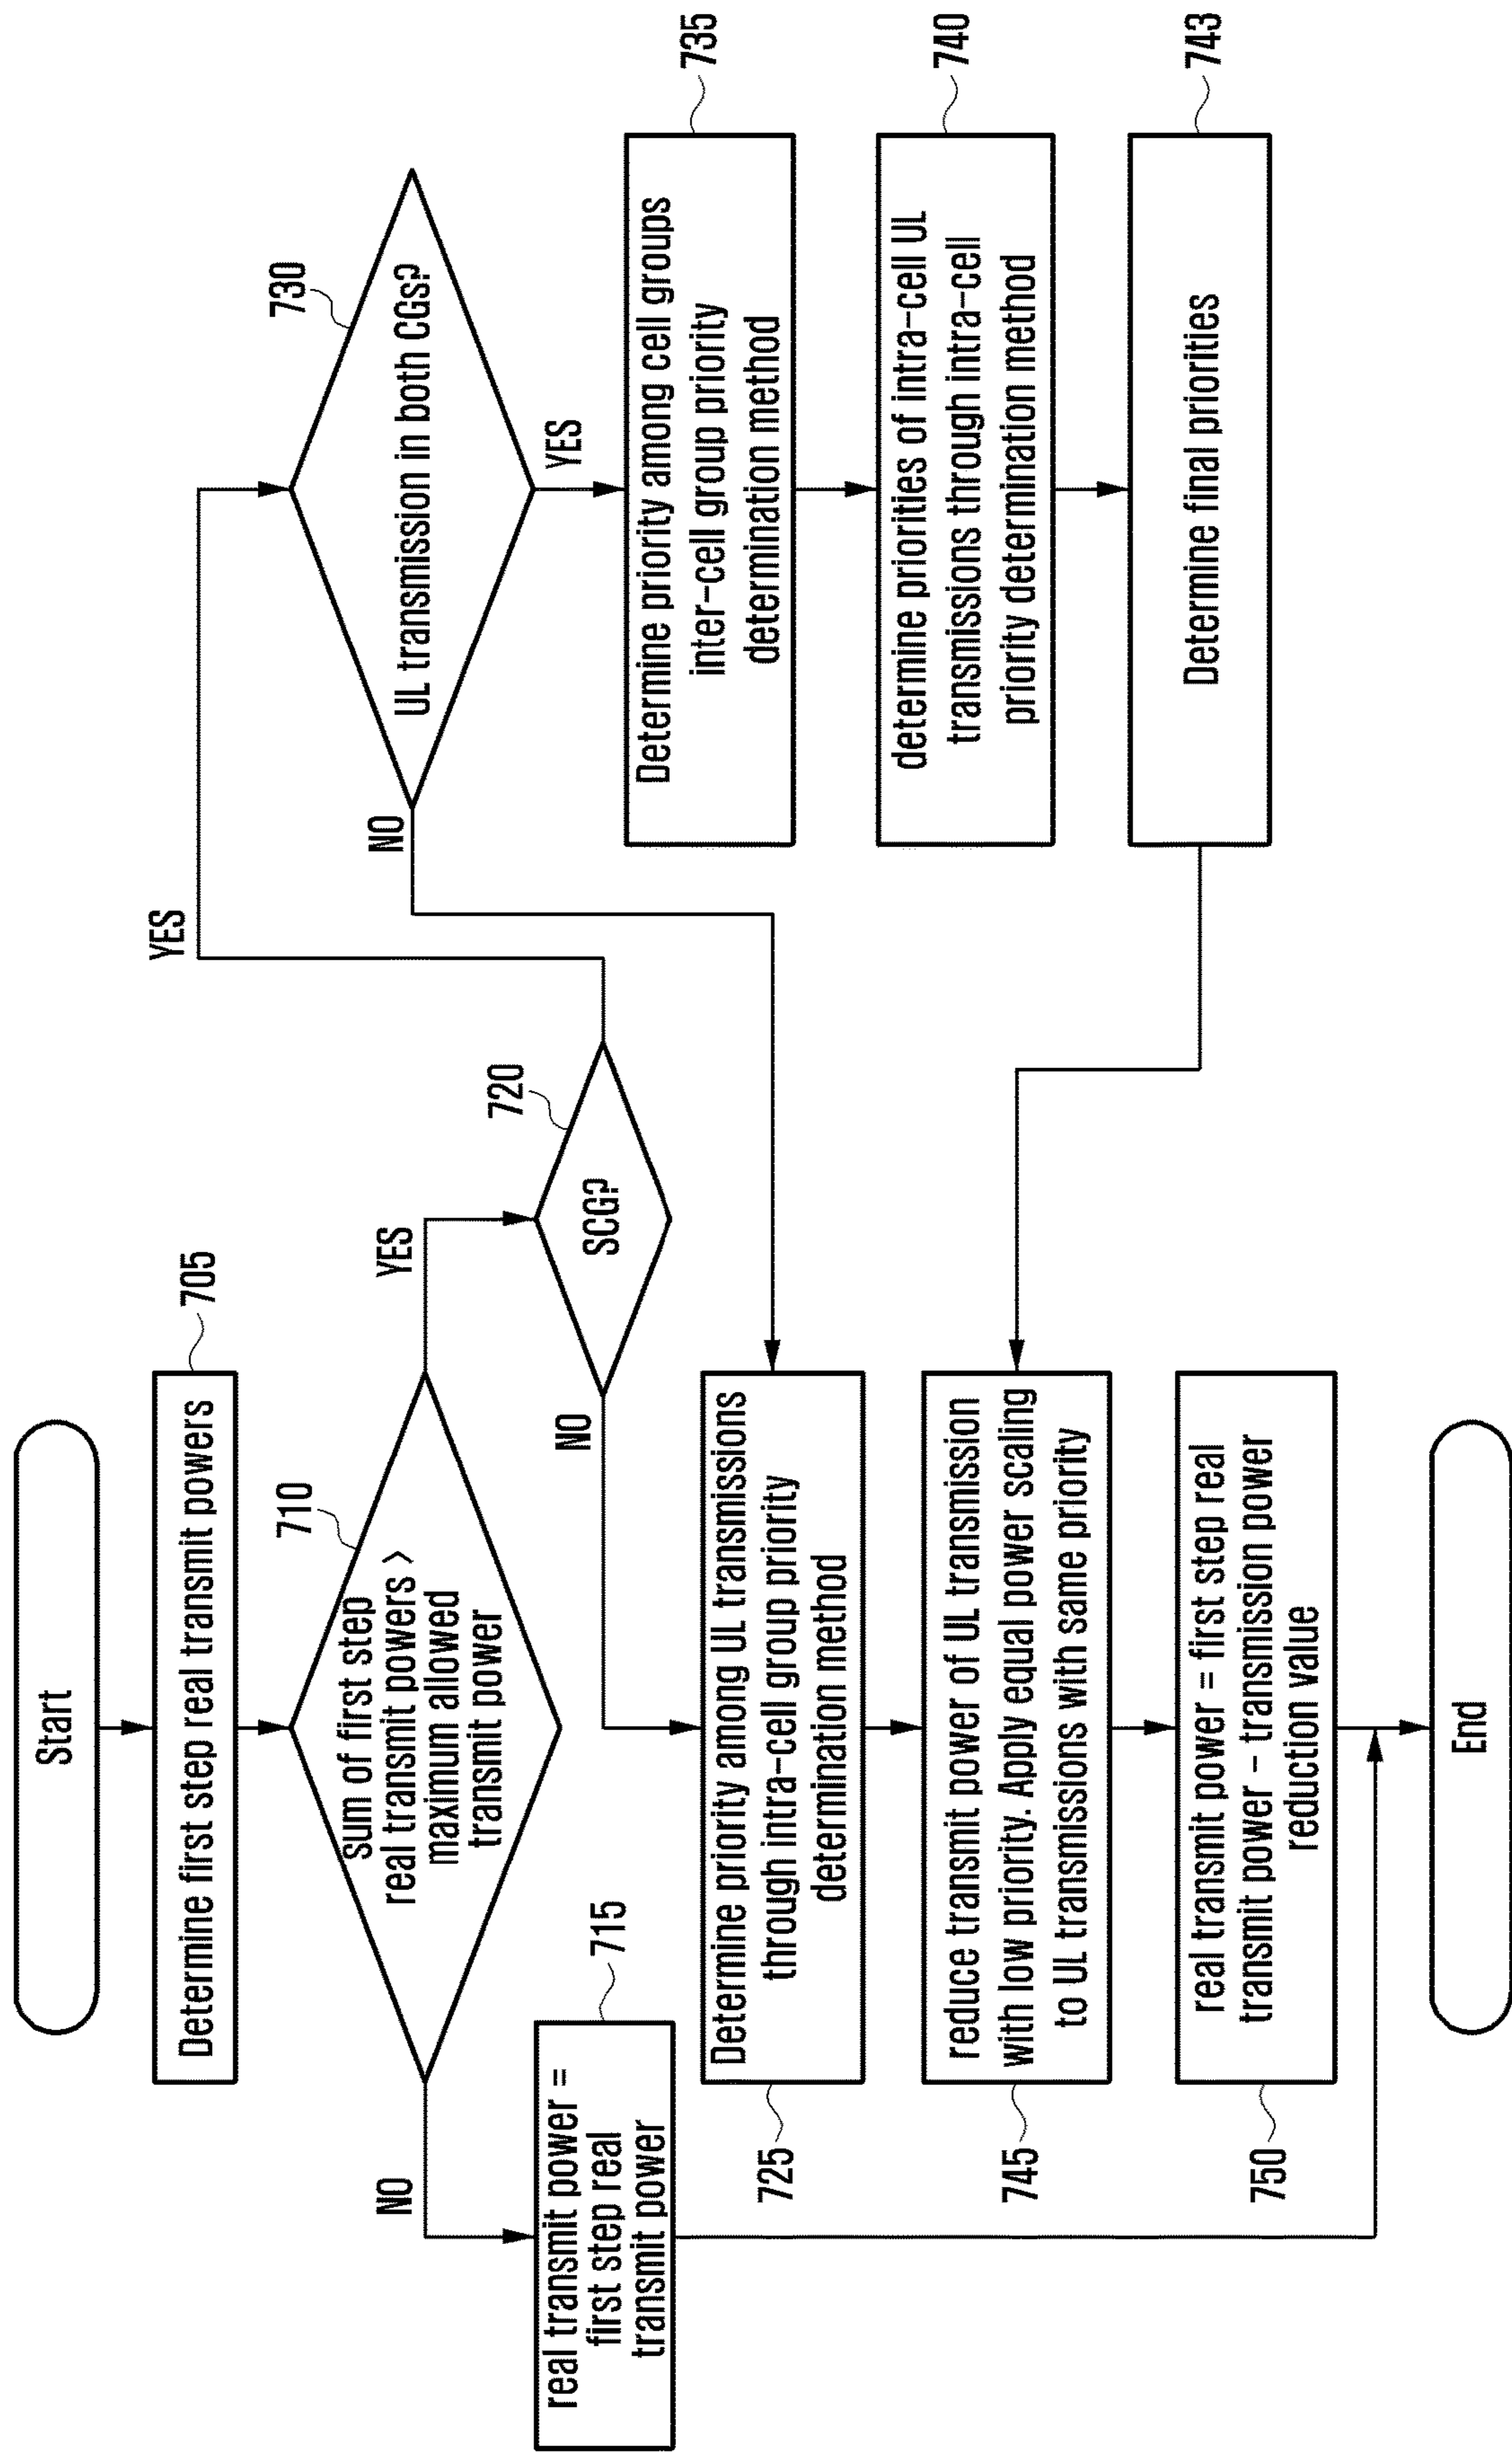 Start
Determine first step real transmit powers
705
710
sum of first step
real transmit powers >
maximum allowed
transmit power
NO
YES
715
real transmit power =
first step real
transmit power
720
SCG?
NO
YES
730
UL transmission in both CGs?
NO
YES
Determine priority among UL transmissions
through intra-cell group priority
determination method
725
Determine priority among cell groups
inter-cell group priority
determination method
735
determine priorities of intra-cell UL
transmissions through intra-cell
priority determination method
740
Determine final priorities
743
reduce transmit power of UL transmission
with low priority. Apply equal power scaling
to UL transmissions with same priority
745
real transmit power = first step real
transmit power - transmission power
reduction value
750
End